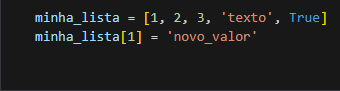 minha_lista = [1, 2, 3, 'texto', True]
minha_lista[1] = 'novo_valor'